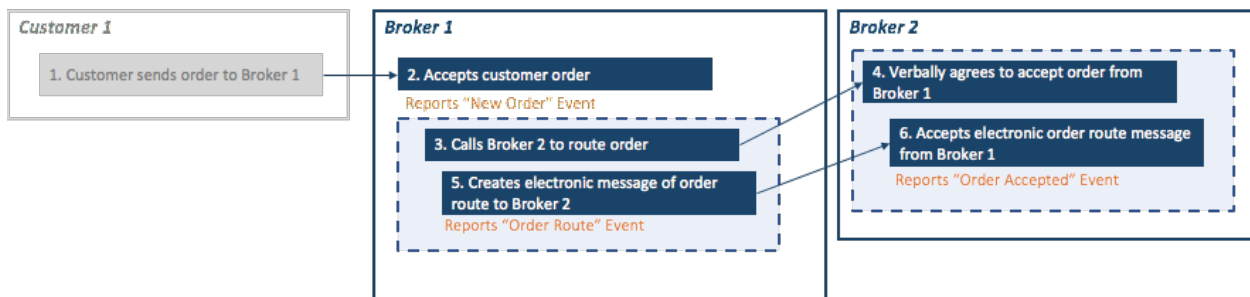 Customer 1
1. Customer sends order to Broker 1
Broker 1
2. Accepts customer order
Reports "New Order" Event
3. Calls Broker 2 to route order
5. Creates electronic message of order
route to Broker 2
Reports "Order Route" Event
Broker 2
4. Verbally agrees to accept order from
Broker 1
6. Accepts electronic order route message
from Broker 1
Reports "Order Accepted" Event